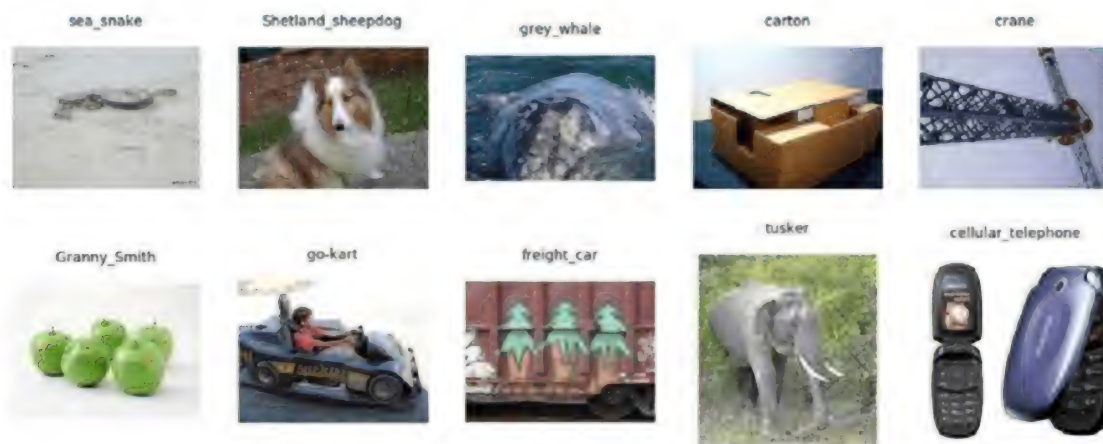 sea_snake
Shetland_sheepdog
grey_whale
carton
crane
Granny_Smith
go-kart
freight_car
tusker
cellular_telephone